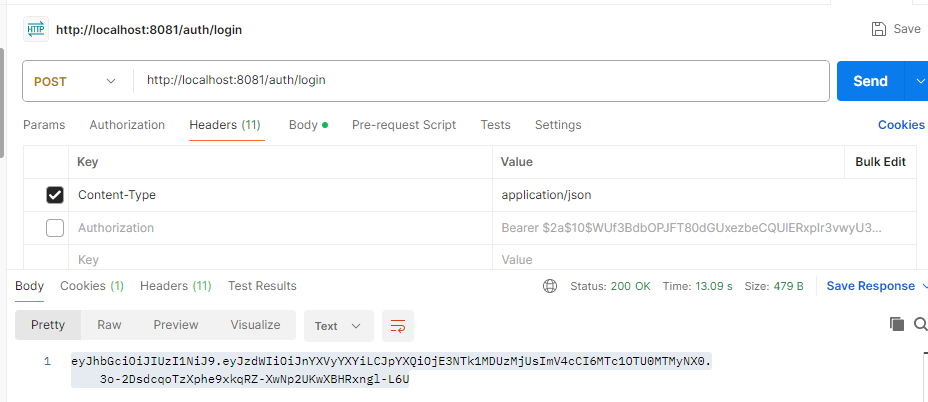 HTTP http://localhost:8081/auth/login Save
POST http://localhost:8081/auth/login Send
Params Authorization Headers (11) Body Pre-request Script Tests Settings Cookies
Key Value Bulk Edit
Content-Type application/json
Authorization Bearer $2a$10$WUf3BdbOPJFT80dGUxezbeCQUlERxplr3vwyU3...
Key Value
Body Cookies (1) Headers (11) Test Results Status: 200 OK Time: 13.09 s Size: 479 B Save Response
Pretty Raw Preview Visualize Text
1 eyJhbGciOiJIUzI1NiJ9.eyJzdWIiOiJnYXVyYXYiLCJpYXQiOjE3NTk1MDUzMjUsImV4cCI6MTc1OTU0MTMyNX0.
3o-2DsdcqoTzXphe9xkqRZ-XwNp2UKwXBHRxngl-L6U